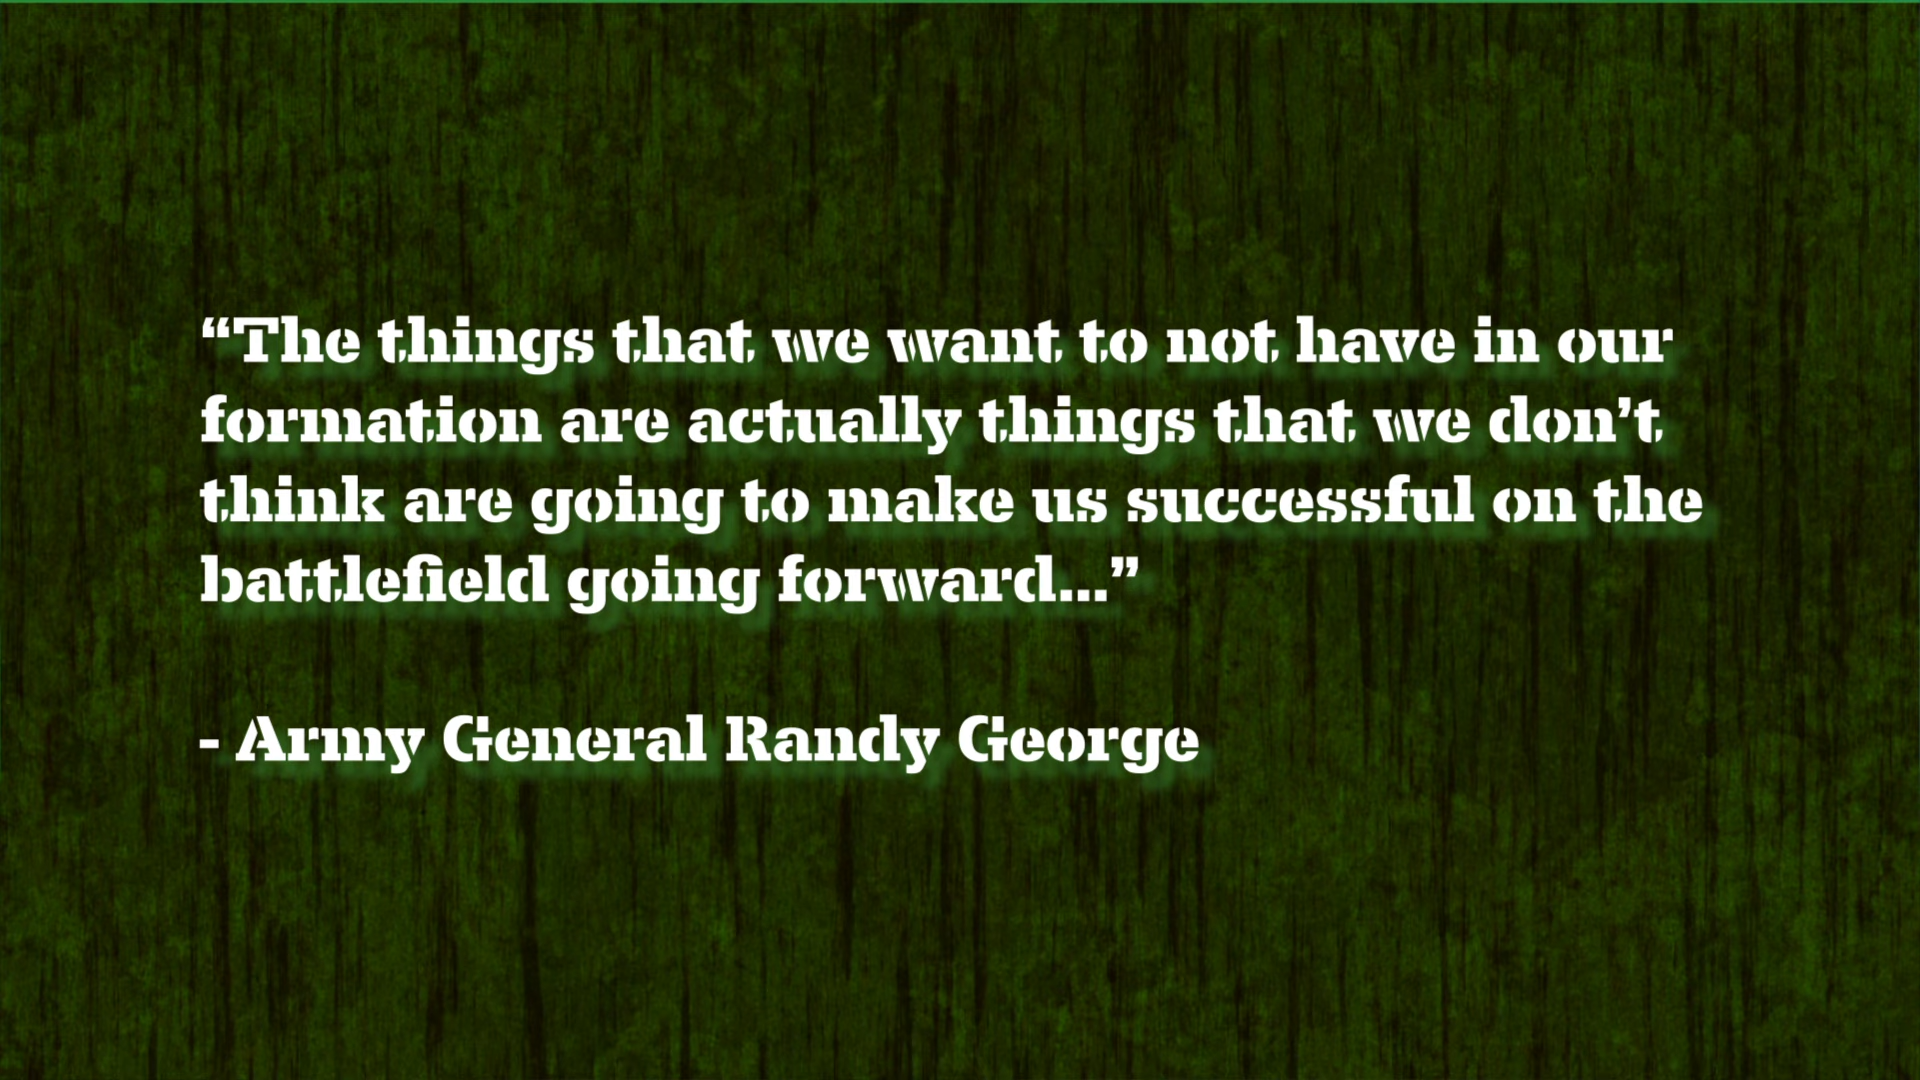 “The things that we want to not have in our
formation are actually things that we don’t
think are going to make us successful on the
battlefield going forward...”
- Army General Randy George